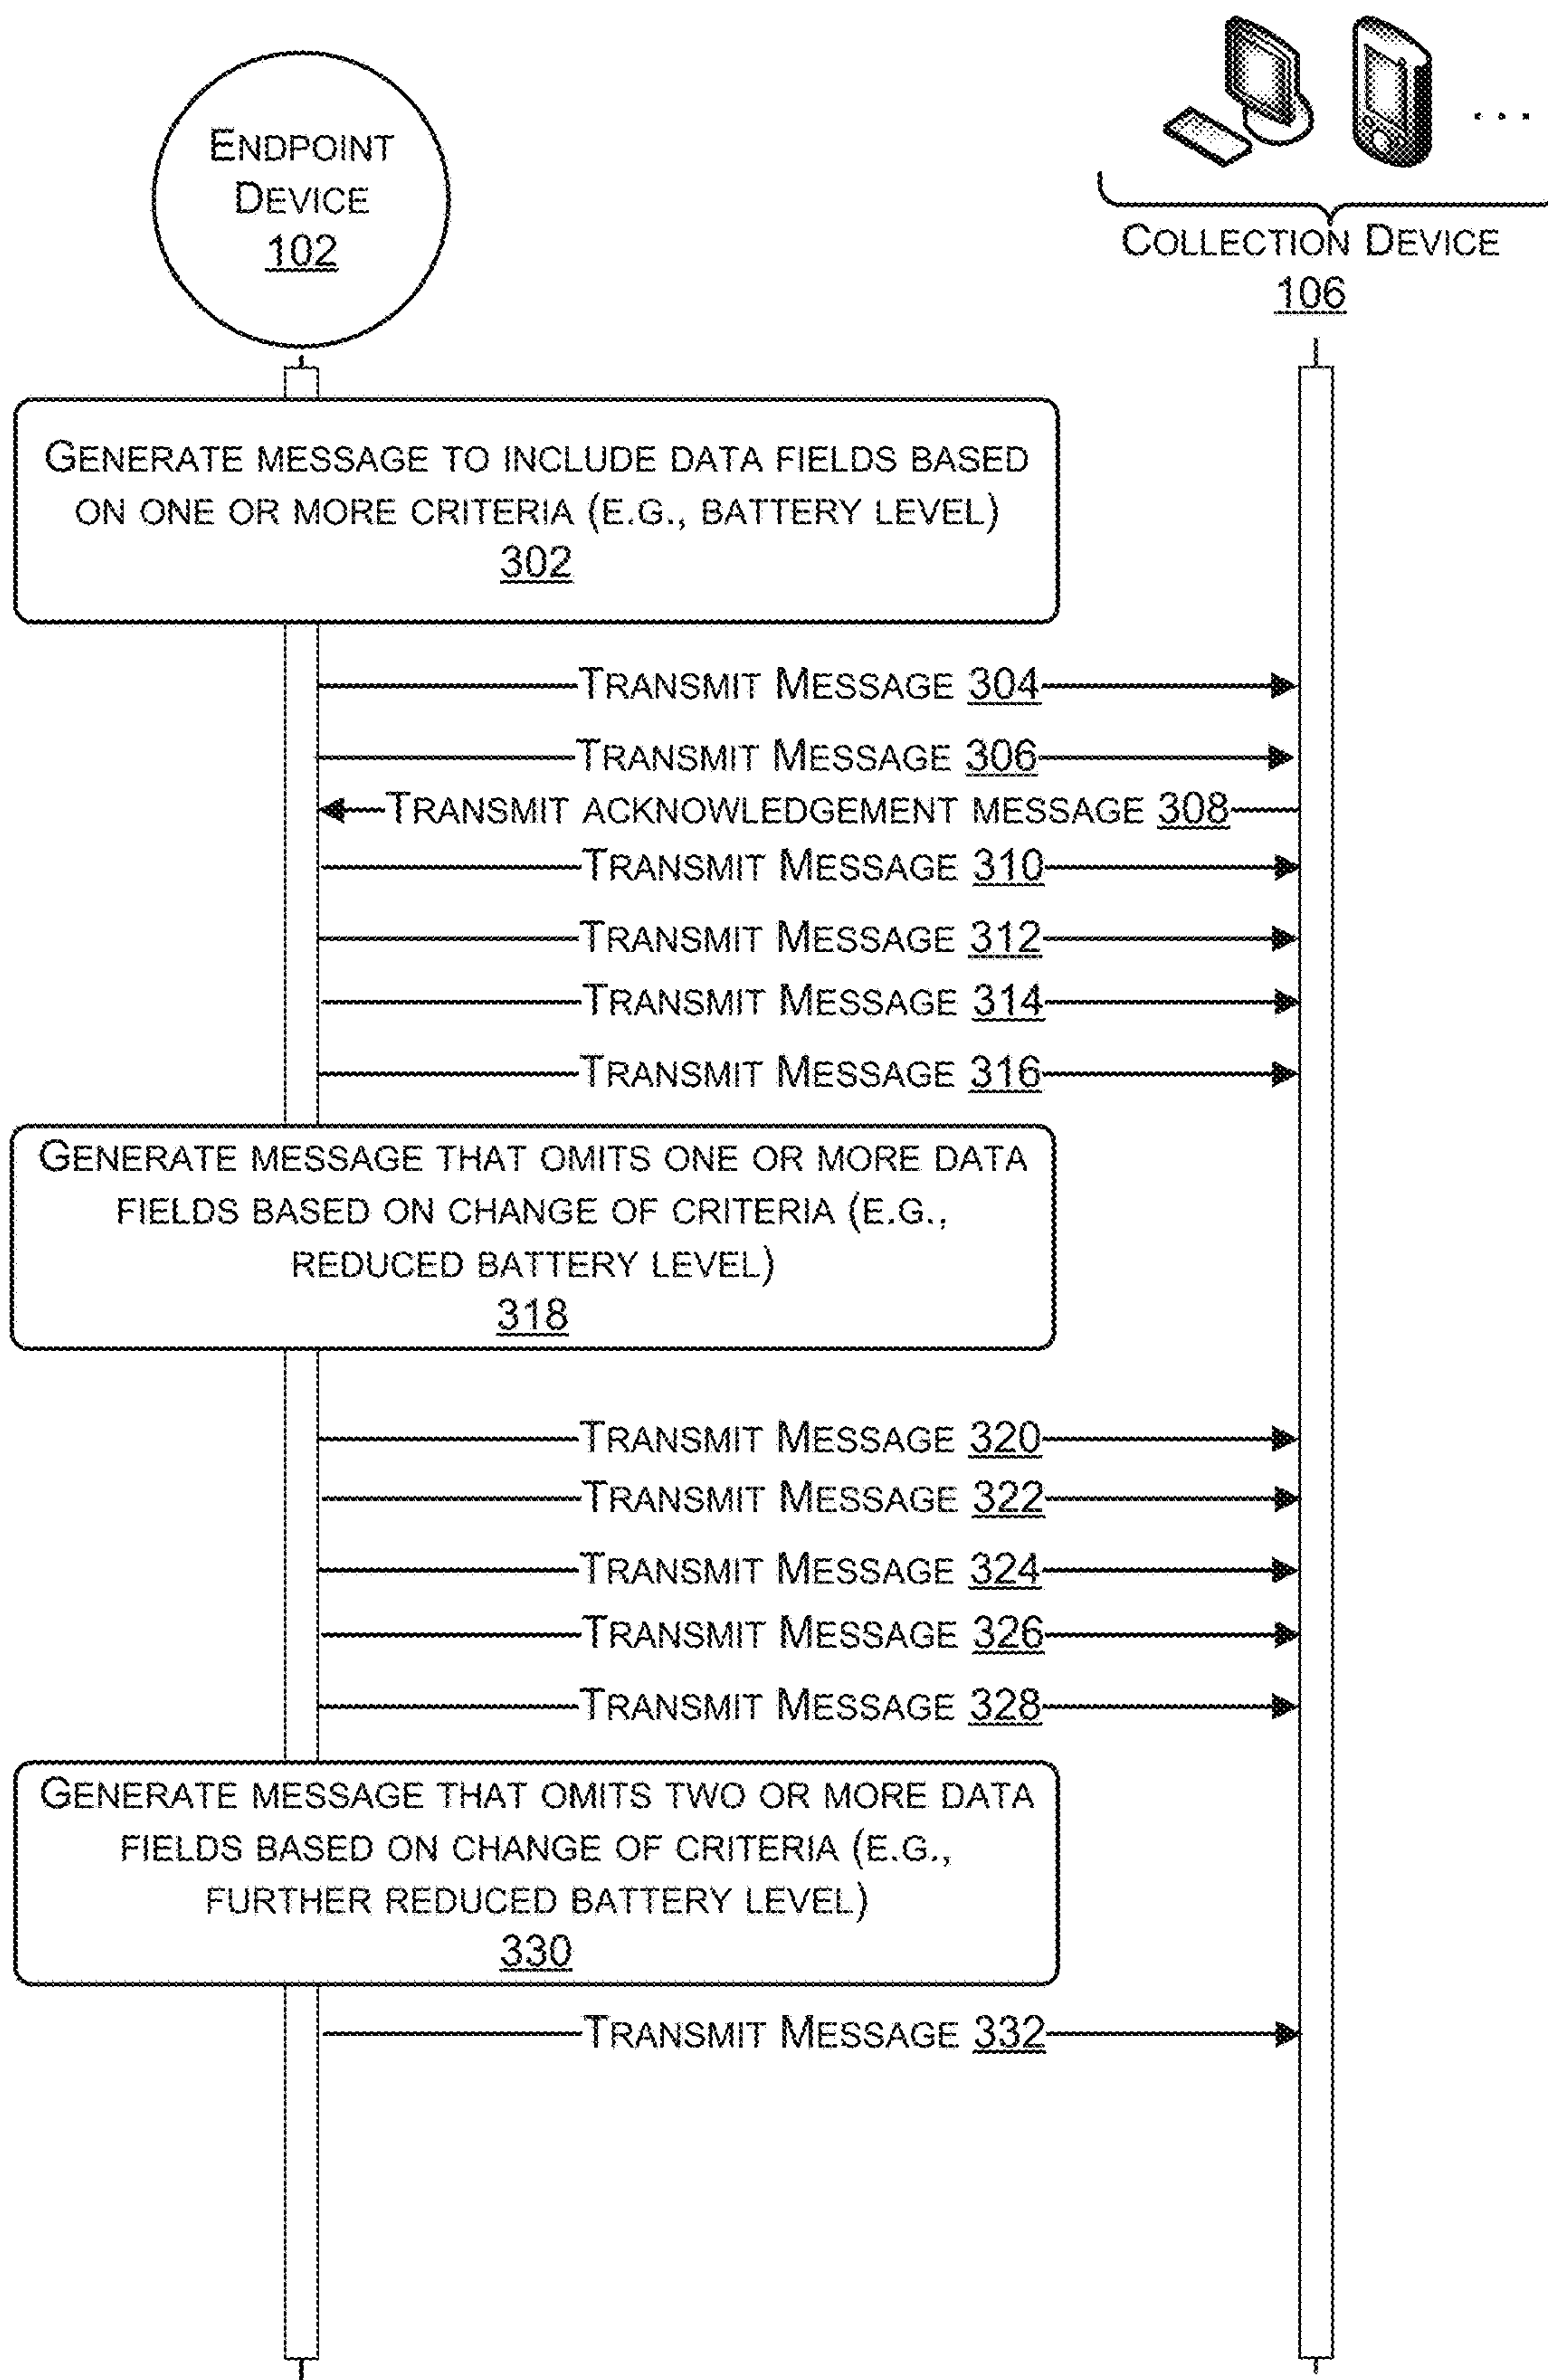 ENDPOINT
DEVICE
102
. . .
COLLECTION DEVICE
106
GENERATE MESSAGE TO INCLUDE DATA FIELDS BASED
ON ONE OR MORE CRITERIA (E.G., BATTERY LEVEL)
302
TRANSMIT MESSAGE 304
TRANSMIT MESSAGE 306
TRANSMIT ACKNOWLEDGEMENT MESSAGE 308
TRANSMIT MESSAGE 310
TRANSMIT MESSAGE 312
TRANSMIT MESSAGE 314
TRANSMIT MESSAGE 316
GENERATE MESSAGE THAT OMITS ONE OR MORE DATA
FIELDS BASED ON CHANGE OF CRITERIA (E.G.,
REDUCED BATTERY LEVEL)
318
TRANSMIT MESSAGE 320
TRANSMIT MESSAGE 322
TRANSMIT MESSAGE 324
TRANSMIT MESSAGE 326
TRANSMIT MESSAGE 328
GENERATE MESSAGE THAT OMITS TWO OR MORE DATA
FIELDS BASED ON CHANGE OF CRITERIA (E.G.,
FURTHER REDUCED BATTERY LEVEL)
330
TRANSMIT MESSAGE 332